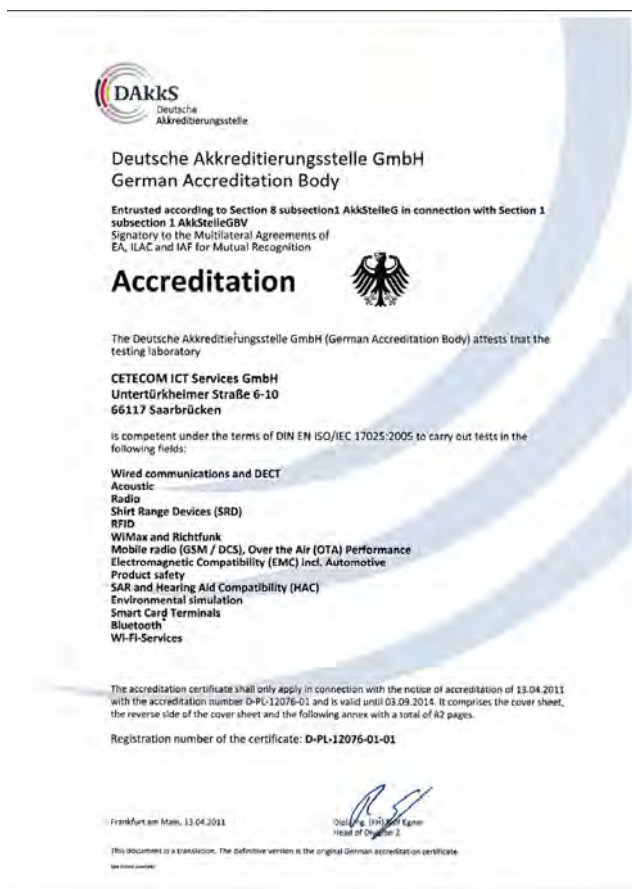 DAkkS
Deutsche
Akkreditierungsstelle
Deutsche Akkreditierungsstelle GmbH
German Accreditation Body
Entrusted according to Section 8 subsection1 AkkStelleG in connection with Section 1
subsection 1 AkkStelleGBV
Signatory to the Multilateral Agreements of
EA, ILAC and IAF for Mutual Recognition
Accreditation
The Deutsche Akkreditierungsstelle GmbH (German Accreditation Body) attests that the
testing laboratory
CETECOM ICT Services GmbH
Untertürkheimer Straße 6-10
66117 Saarbrücken
is competent under the terms of DIN EN ISO/IEC 17025:2005 to carry out tests in the
following fields:
Wired communications and DECT
Acoustic
Radio
Shirt Range Devices (SRD)
RFID
WiMax and Richtfunk
Mobile radio (GSM / DCS), Over the Air (OTA) Performance
Electromagnetic Compatibility (EMC) incl. Automotive
Product safety
SAR and Hearing Aid Compatibility (HAC)
Environmental simulation
Smart Card Terminals
Bluetooth
Wi-Fi-Services
The accreditation certificate shall only apply in connection with the notice of accreditation of 13.04.2011
with the accreditation number D-PL-12076-01 and is valid until 03.09.2014. It comprises the cover sheet,
the reverse side of the cover sheet and the following annex with a total of 82 pages.
Registration number of the certificate: D-PL-12076-01-01
Frankfurt am Main, 13.04.2011
Egner
Head of Division 2
This document is a translation. The definitive version is the original German accreditation certificate.